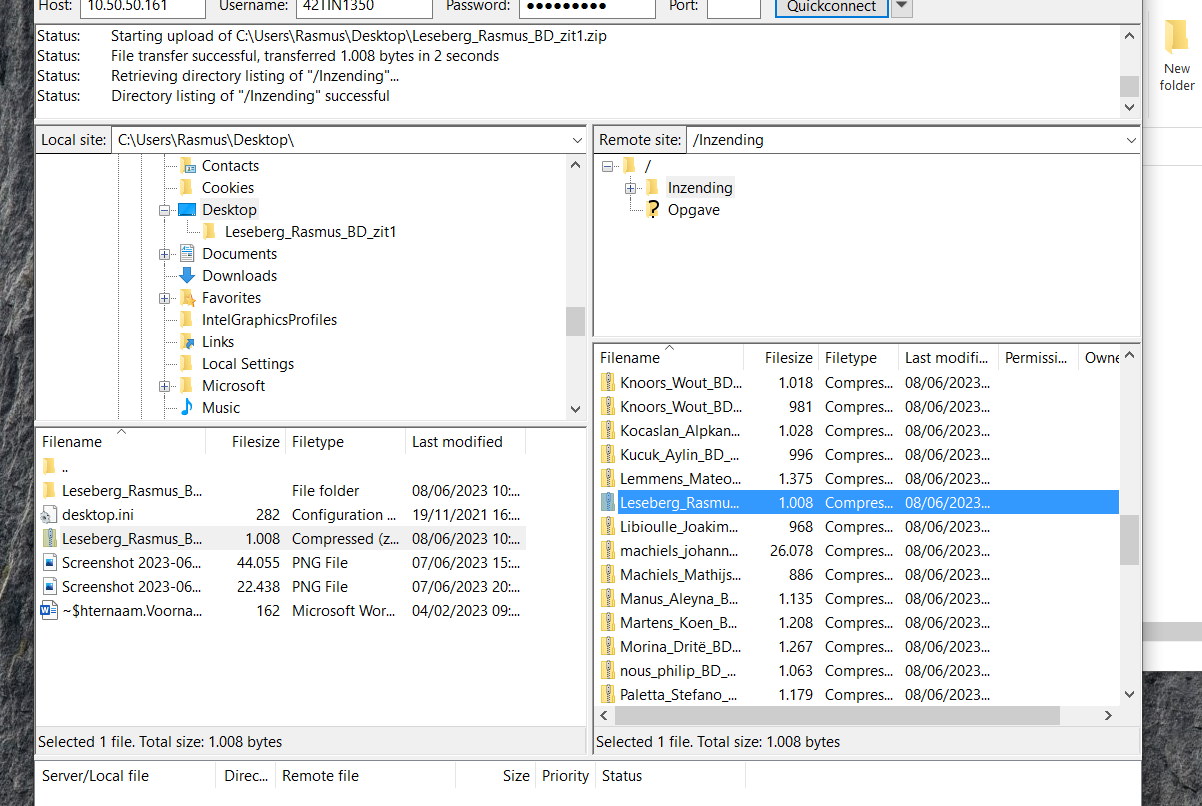 Host: 10.50.50.161 Username: 42TIN1350 Password: ●●●●●●●●● Port: Quickconnect
Status: Starting upload of C:\Users\Rasmus\Desktop\Leseberg_Rasmus_BD_zit1.zip
Status: File transfer successful, transferred 1.008 bytes in 2 seconds
Status: Retrieving directory listing of "/Inzending"...
Status: Directory listing of "/Inzending" successful
New
folder
Local site: C:\Users\Rasmus\Desktop\
Contacts
Cookies
Desktop
Leseberg_Rasmus_BD_zit1
Documents
Downloads
Favorites
IntelGraphicsProfiles
Links
Local Settings
Microsoft
Music
Filename Filesize Filetype Last modified
..
Leseberg_Rasmus_B... File folder 08/06/2023 10:...
desktop.ini 282 Configuration ... 19/11/2021 16:...
Leseberg_Rasmus_B... 1.008 Compressed (z... 08/06/2023 10:...
Screenshot 2023-06... 44.055 PNG File 07/06/2023 15:...
Screenshot 2023-06... 22.438 PNG File 07/06/2023 20:...
~$hternaam.Voorna... 162 Microsoft Wor... 04/02/2023 09:...
Selected 1 file. Total size: 1.008 bytes
Remote site: /Inzending
/
Inzending
Opgave
Filename Filesize Filetype Last modifi... Permissi... Owne
Knoors_Wout_BD... 1.018 Compres... 08/06/2023...
Knoors_Wout_BD... 981 Compres... 08/06/2023...
Kocaslan_Alpkan... 1.028 Compres... 08/06/2023...
Kucuk_Aylin_BD_... 996 Compres... 08/06/2023...
Lemmens_Mateo... 1.375 Compres... 08/06/2023...
Leseberg_Rasmu... 1.008 Compres... 08/06/2023...
Libioulle_Joakim... 968 Compres... 08/06/2023...
machiels_johann... 26.078 Compres... 08/06/2023...
Machiels_Mathijs... 886 Compres... 08/06/2023...
Manus_Aleyna_B... 1.135 Compres... 08/06/2023...
Martens_Koen_B... 1.208 Compres... 08/06/2023...
Morina_Dritë_BD... 1.267 Compres... 08/06/2023...
nous_philip_BD_... 1.063 Compres... 08/06/2023...
Paletta_Stefano_... 1.179 Compres... 08/06/2023...
Selected 1 file. Total size: 1.008 bytes
Server/Local file Direc... Remote file Size Priority Status